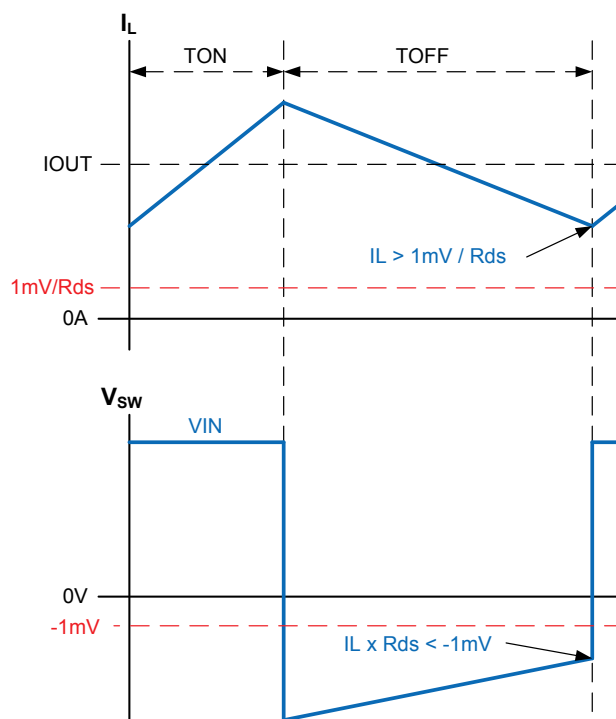 IL
TON
TOFF
IOUT
IL > 1mV / Rds
1mV/Rds
0A
VSW
VIN
0V
-1mV
IL x Rds < -1mV